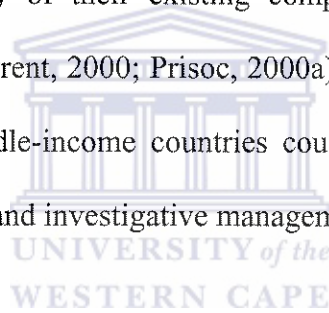 y of their existing comp
rent, 2000; Prisoc, 2000a)
dle-income countries cou
and investigative managem
UNIVERSITY of the
WESTERN CAPE